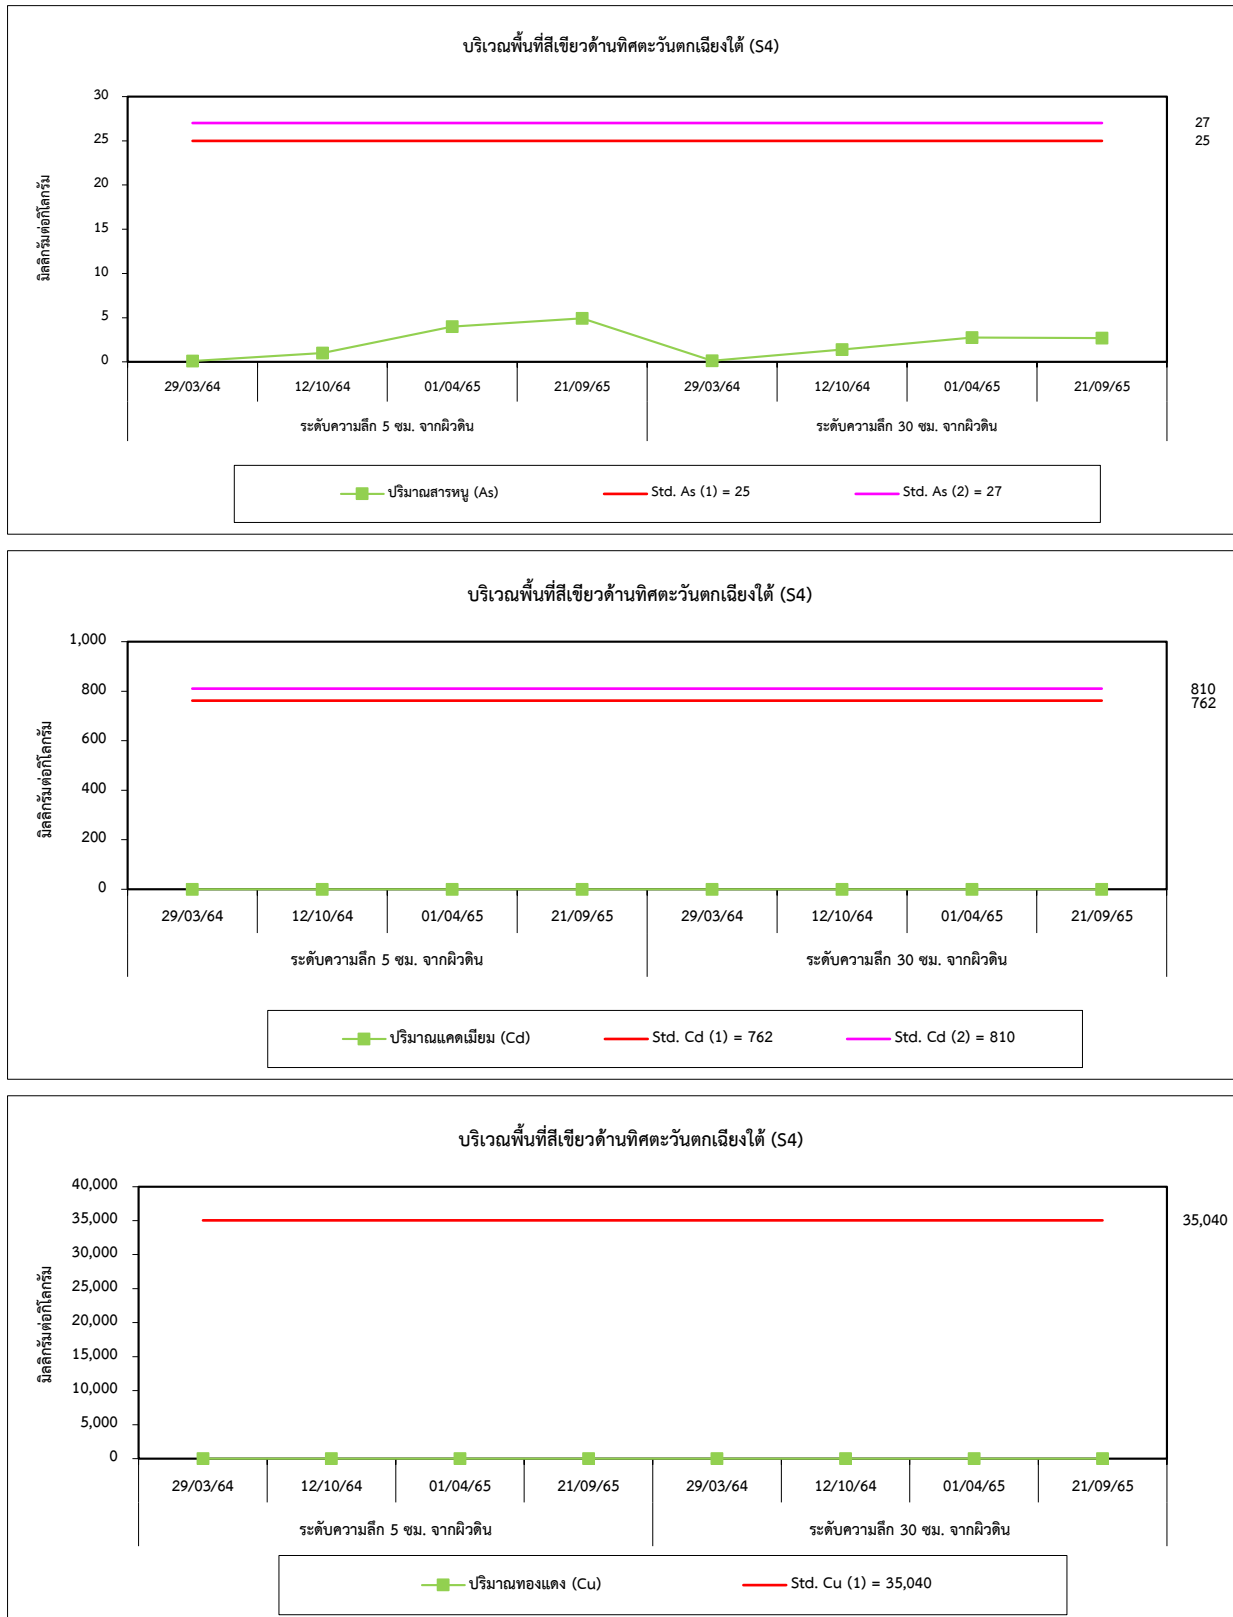 บริเวณพื้นที่สีเขียวด้านทิศตะวันตกเฉียงใต้ (S4)
มิลลิกรัมต่อกิโลกรัม
30
25
20
15
10
5
0
27
25
29/03/64 12/10/64 01/04/65 21/09/65 29/03/64 12/10/64 01/04/65 21/09/65
ระดับความลึก 5 ซม. จากผิวดิน ระดับความลึก 30 ซม. จากผิวดิน
ปริมาณสารหนู (As) Std. As (1) = 25 Std. As (2) = 27
บริเวณพื้นที่สีเขียวด้านทิศตะวันตกเฉียงใต้ (S4)
มิลลิกรัมต่อกิโลกรัม
1,000
800
600
400
200
0
810
762
29/03/64 12/10/64 01/04/65 21/09/65 29/03/64 12/10/64 01/04/65 21/09/65
ระดับความลึก 5 ซม. จากผิวดิน ระดับความลึก 30 ซม. จากผิวดิน
ปริมาณแคดเมียม (Cd) Std. Cd (1) = 762 Std. Cd (2) = 810
บริเวณพื้นที่สีเขียวด้านทิศตะวันตกเฉียงใต้ (S4)
มิลลิกรัมต่อกิโลกรัม
40,000
35,000
30,000
25,000
20,000
15,000
10,000
5,000
0
35,040
29/03/64 12/10/64 01/04/65 21/09/65 29/03/64 12/10/64 01/04/65 21/09/65
ระดับความลึก 5 ซม. จากผิวดิน ระดับความลึก 30 ซม. จากผิวดิน
ปริมาณทองแดง (Cu) Std. Cu (1) = 35,040